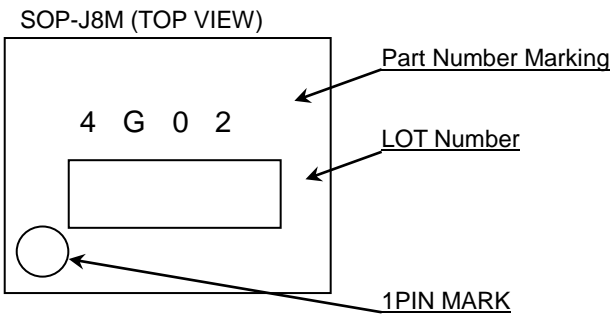 SOP-J8M (TOP VIEW)
Part Number Marking
4 G 0 2
LOT Number
1PIN MARK